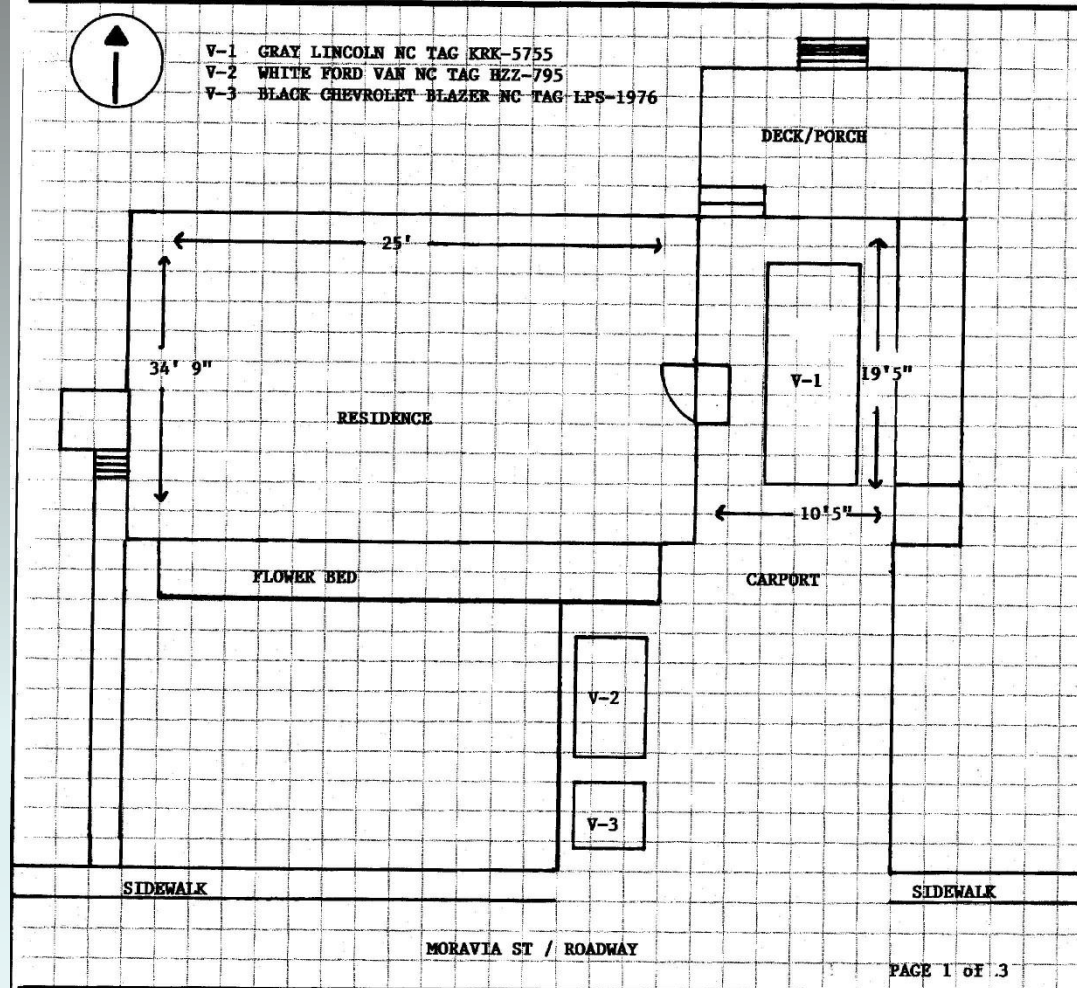 V-1 GRAY LINCOLN NC TAG KRK-5755
V-2 WHITE FORD VAN NC TAG HZZ-795
V-3 BLACK CHEVROLET BLAZER NC TAG LPS-1976
DECK/PORCH
25'
34' 9"
V-1
19'5"
RESIDENCE
10'5"
FLOWER BED
CARPORT
V-2
V-3
SIDEWALK
SIDEWALK
MORAVIA ST / ROADWAY
PAGE 1 of .3